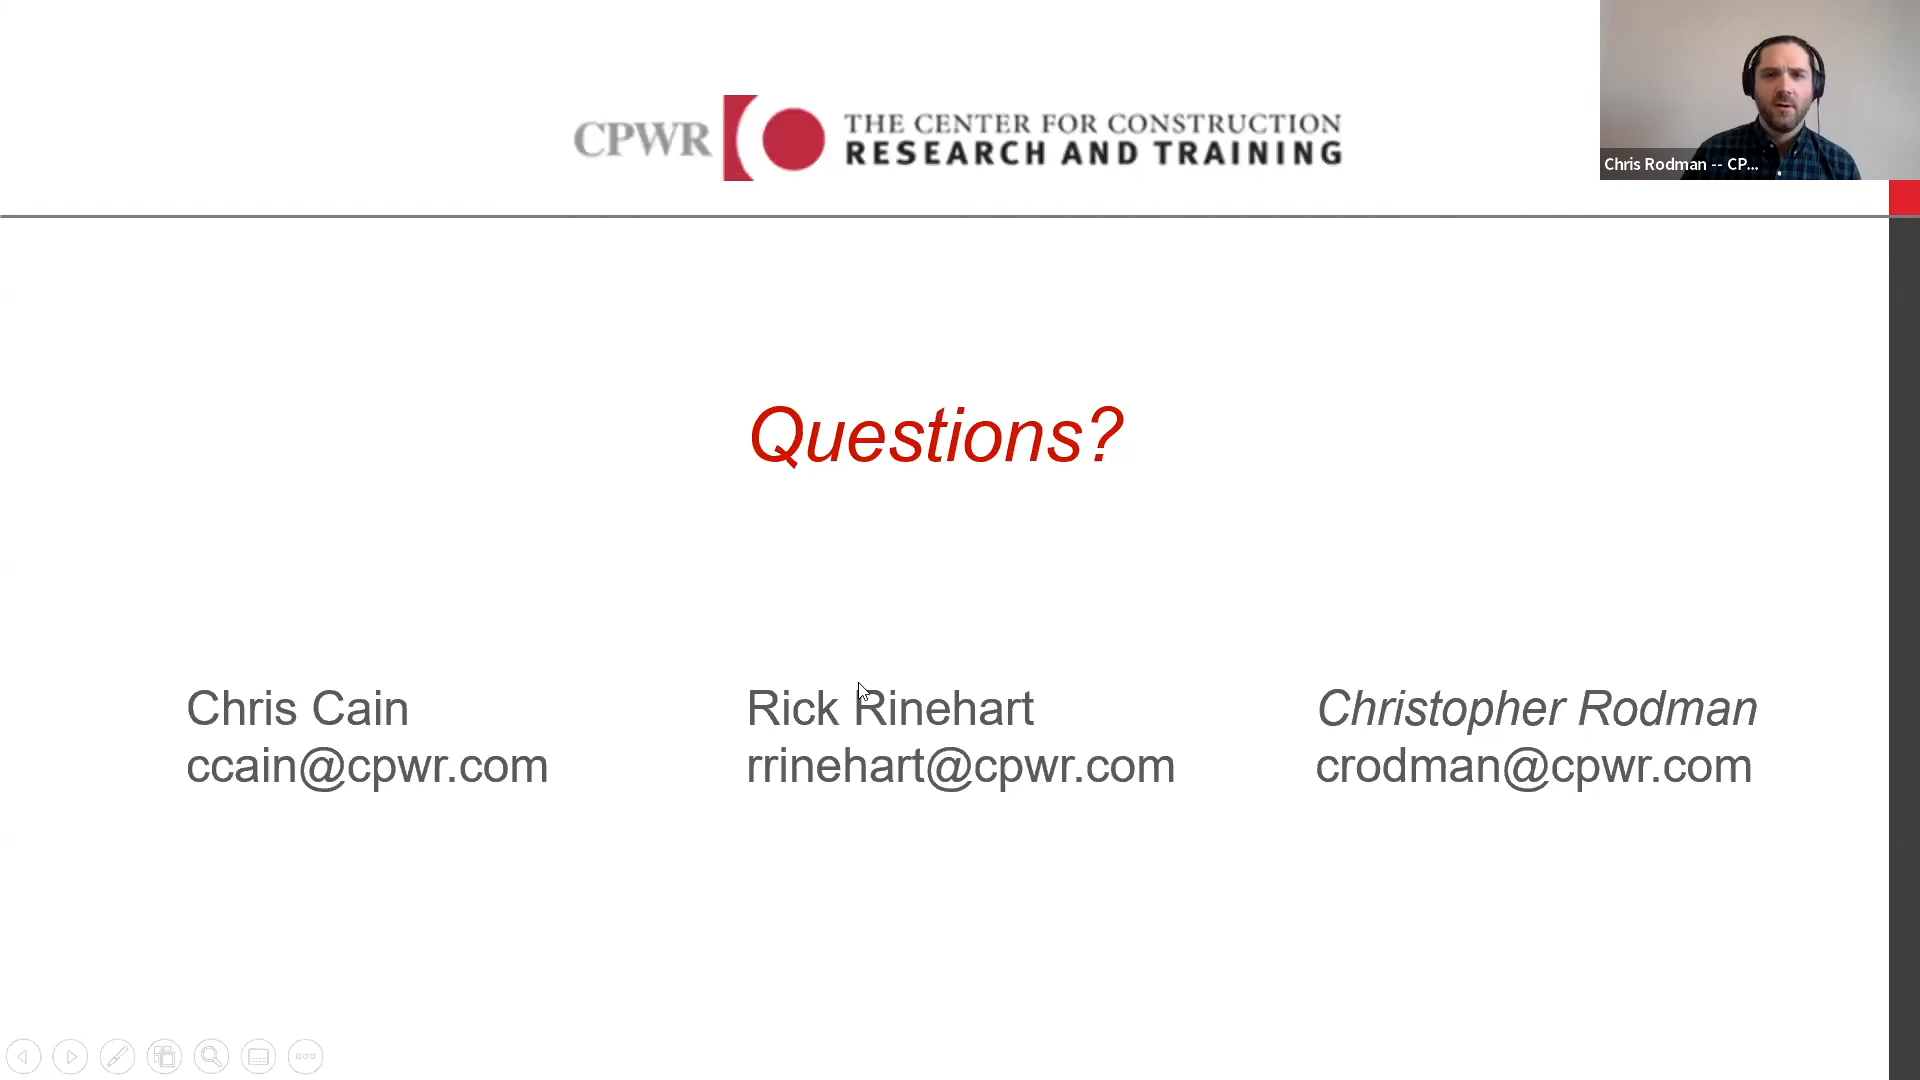 CPWR
THE CENTER FOR CONSTRUCTION
RESEARCH AND TRAINING
Chris Rodman -- CP...
Questions?
Chris Cain
ccain@cpwr.com
Rick Rinehart
rrinehart@cpwr.com
Christopher Rodman
crodman@cpwr.com